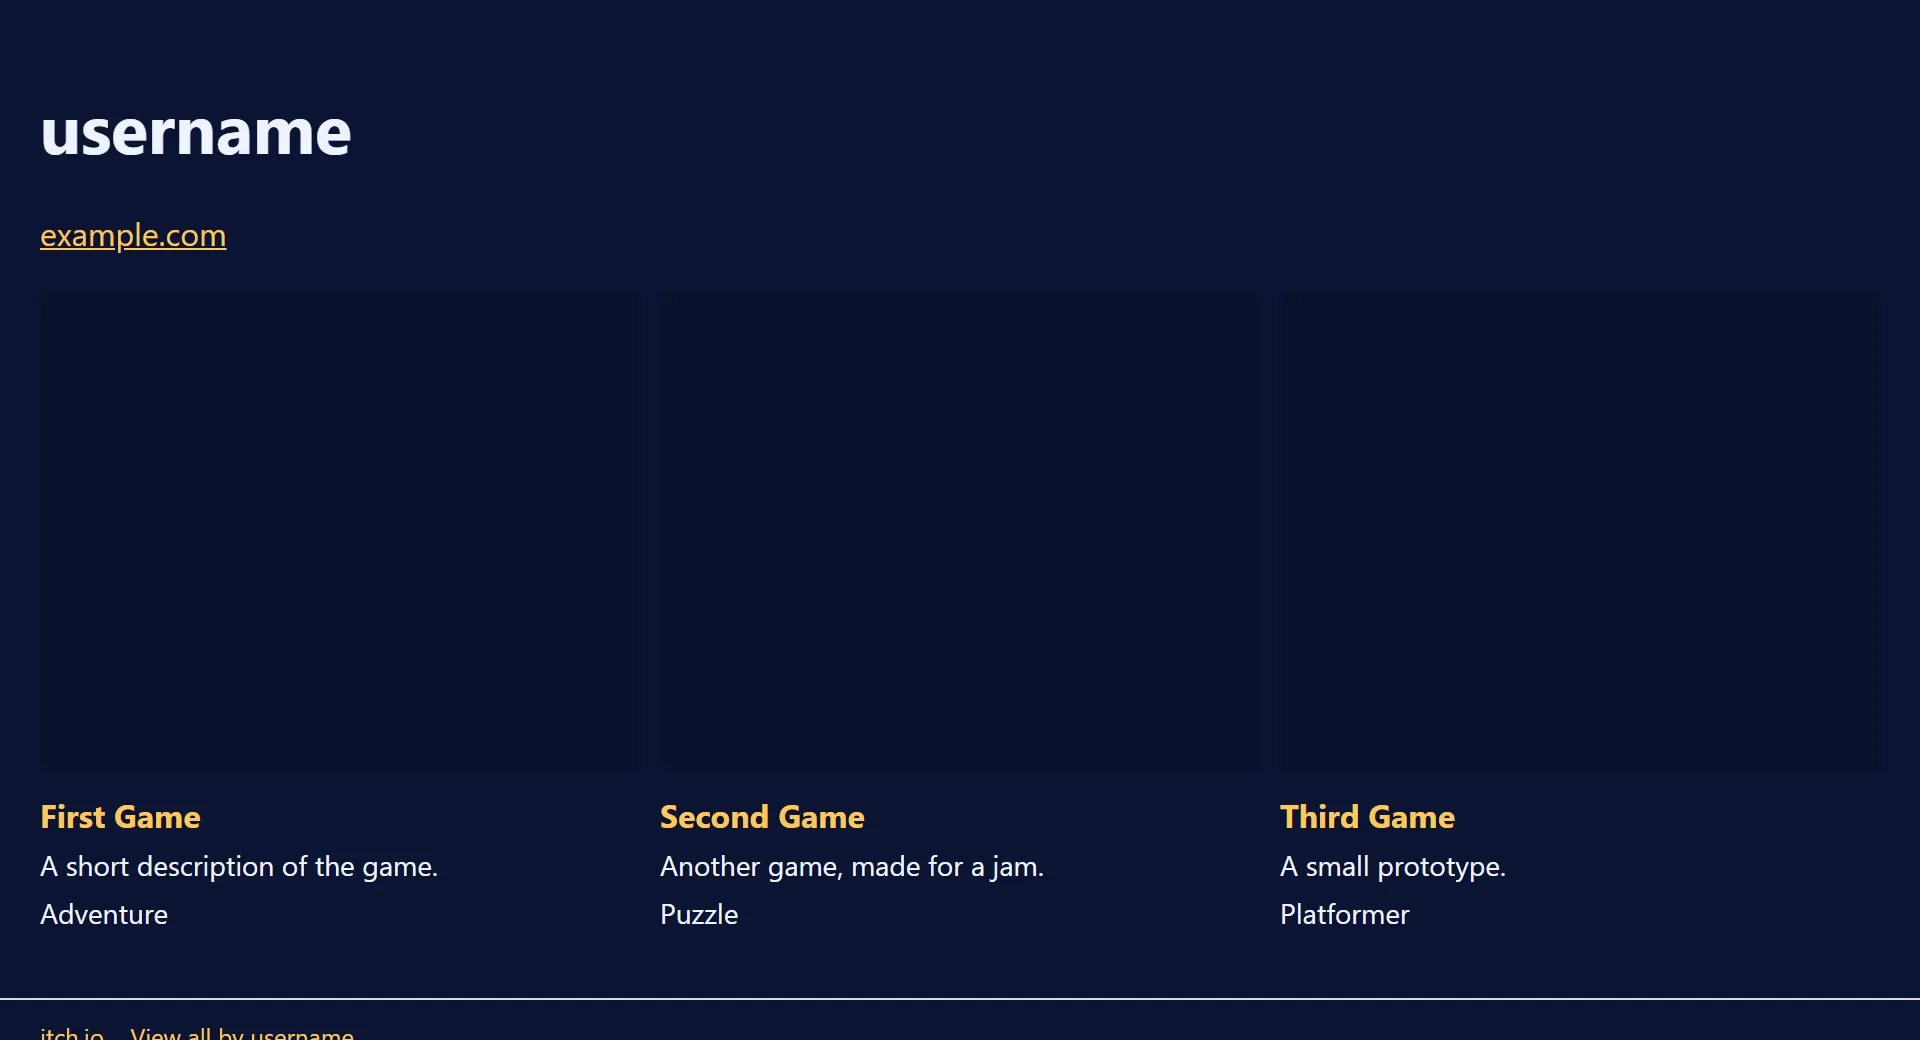 username
example.com
First Game
Second Game
Third Game
A short description of the game.
Another game, made for a jam.
A small prototype.
Adventure
Puzzle
Platformer
itch.io
View all by username